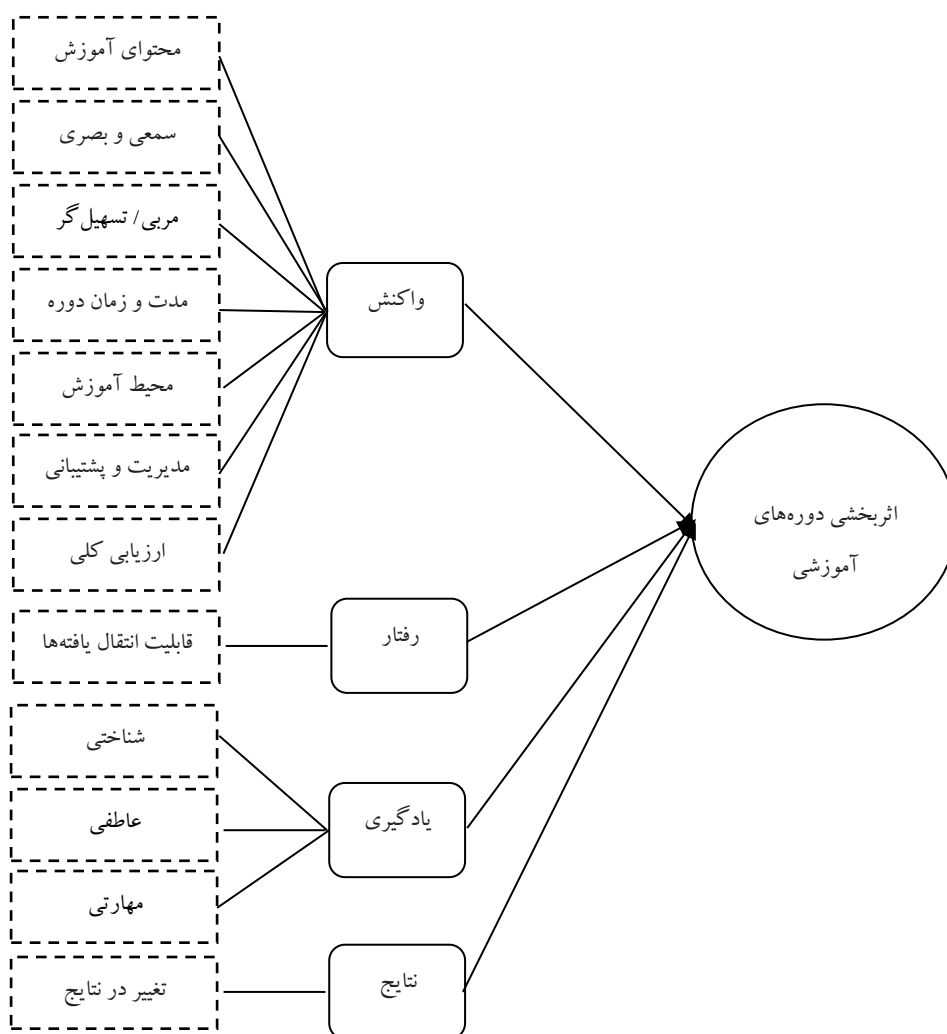 محتوای آموزش
سمعی و بصری
مربی/ تسهیل‌گر
مدت و زمان دوره
محیط آموزش
مدیریت و پشتیبانی
ارزیابی کلی
قابلیت انتقال یافته‌ها
شناختی
عاطفی
مهارتی
تغییر در نتایج
واکنش
رفتار
یادگیری
نتایج
اثربخشی دوره‌های
آموزشی